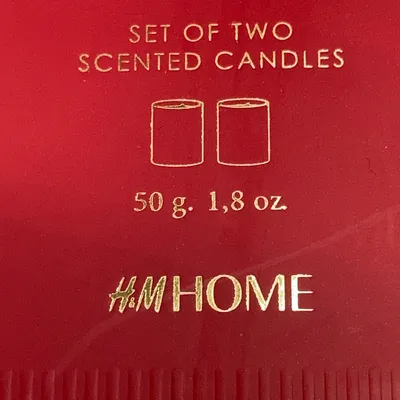 SET OF TWO
SCENTED CANDLES
50 g. 1,8 oz.
H&M HOME